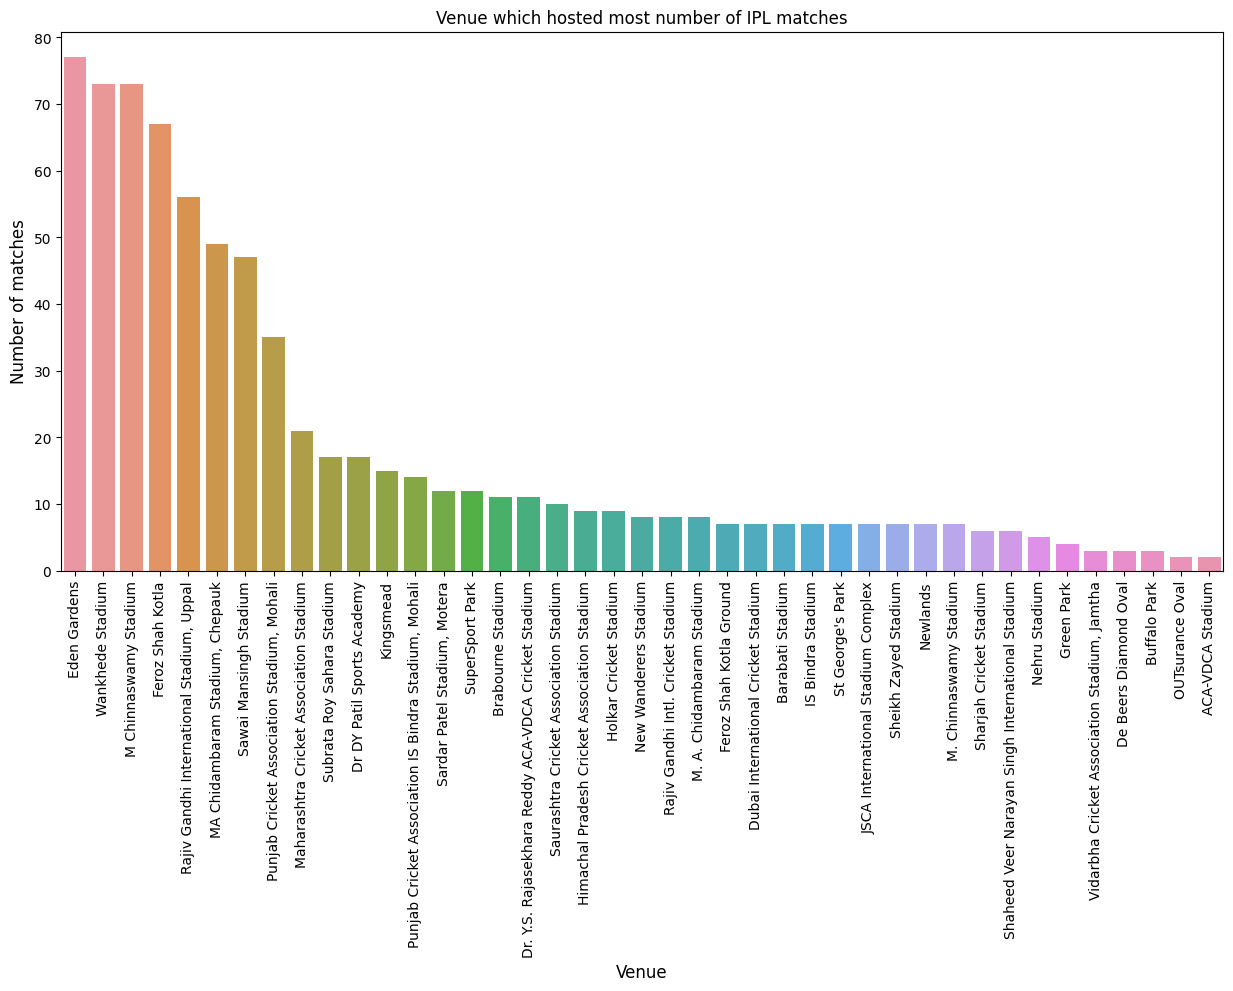 Venue which hosted most number of IPL matches
Number of matches
80
70
60
50
40
30
20
10
0
Eden Gardens
Wankhede Stadium
M Chinnaswamy Stadium
Feroz Shah Kotla
Rajiv Gandhi International Stadium, Uppal
MA Chidambaram Stadium, Chepauk
Sawai Mansingh Stadium
Punjab Cricket Association Stadium, Mohali
Maharashtra Cricket Association Stadium
Subrata Roy Sahara Stadium
Dr DY Patil Sports Academy
Kingsmead
Punjab Cricket Association IS Bindra Stadium, Mohali
Sardar Patel Stadium, Motera
SuperSport Park
Brabourne Stadium
Dr. Y.S. Rajasekhara Reddy ACA-VDCA Cricket Stadium
Saurashtra Cricket Association Stadium
Himachal Pradesh Cricket Association Stadium
Holkar Cricket Stadium
New Wanderers Stadium
Rajiv Gandhi Intl. Cricket Stadium
M. A. Chidambaram Stadium
Feroz Shah Kotla Ground
Dubai International Cricket Stadium
Barabati Stadium
IS Bindra Stadium
St George's Park
JSCA International Stadium Complex
Sheikh Zayed Stadium
Newlands
M. Chinnaswamy Stadium
Sharjah Cricket Stadium
Shaheed Veer Narayan Singh International Stadium
Nehru Stadium
Green Park
Vidarbha Cricket Association Stadium, Jamtha
De Beers Diamond Oval
Buffalo Park
OUTsurance Oval
ACA-VDCA Stadium
Venue